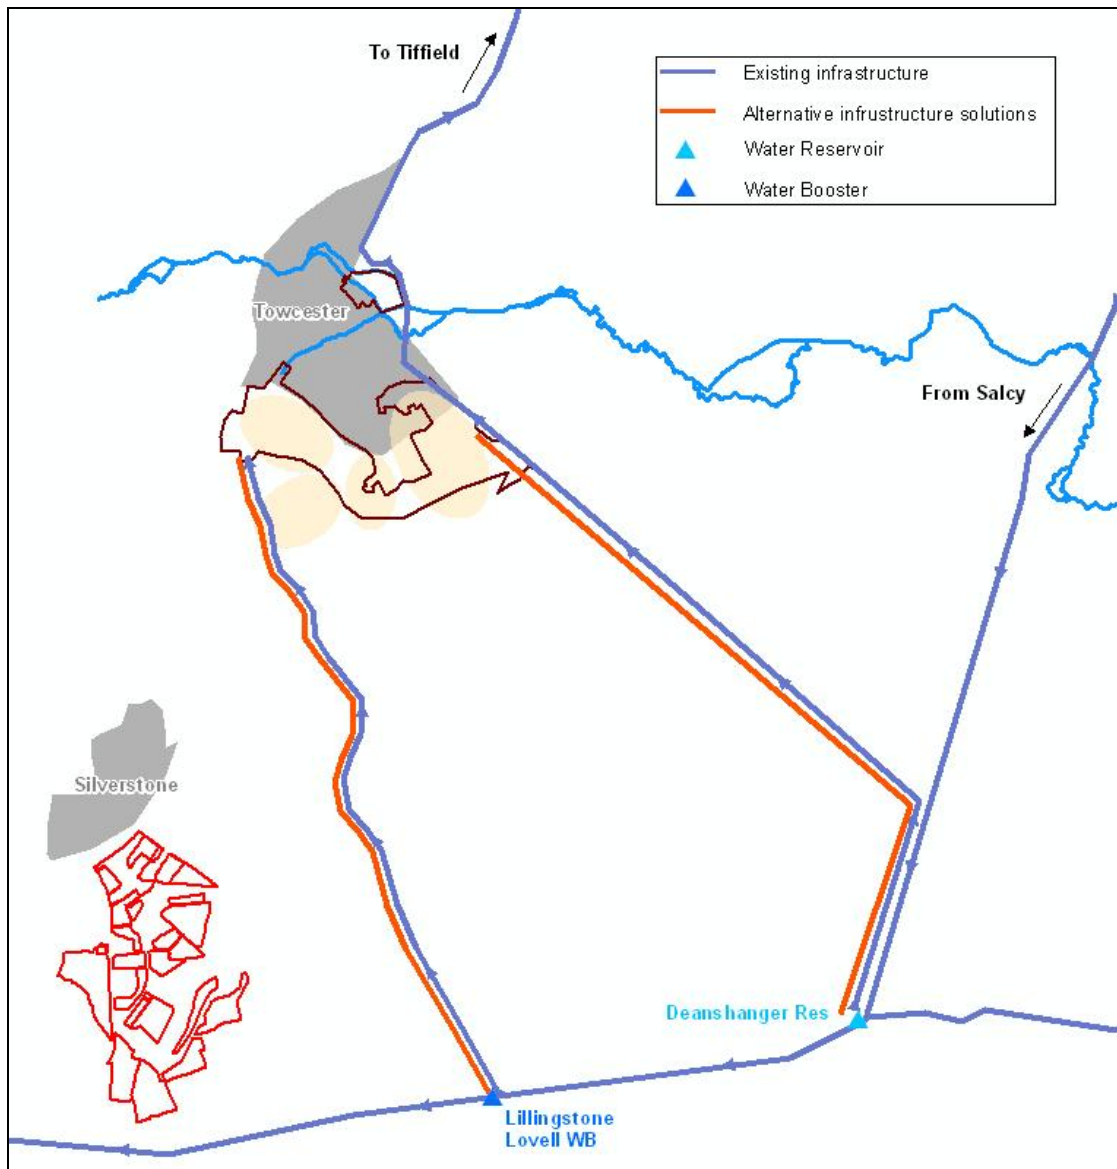 To Tiffield
Existing infrastructure
Alternative infrustructure solutions
Water Reservoir
Water Booster
Towcester
From Salcy
Silverstone
Deanshanger Res
Lillingstone
Lovell WB